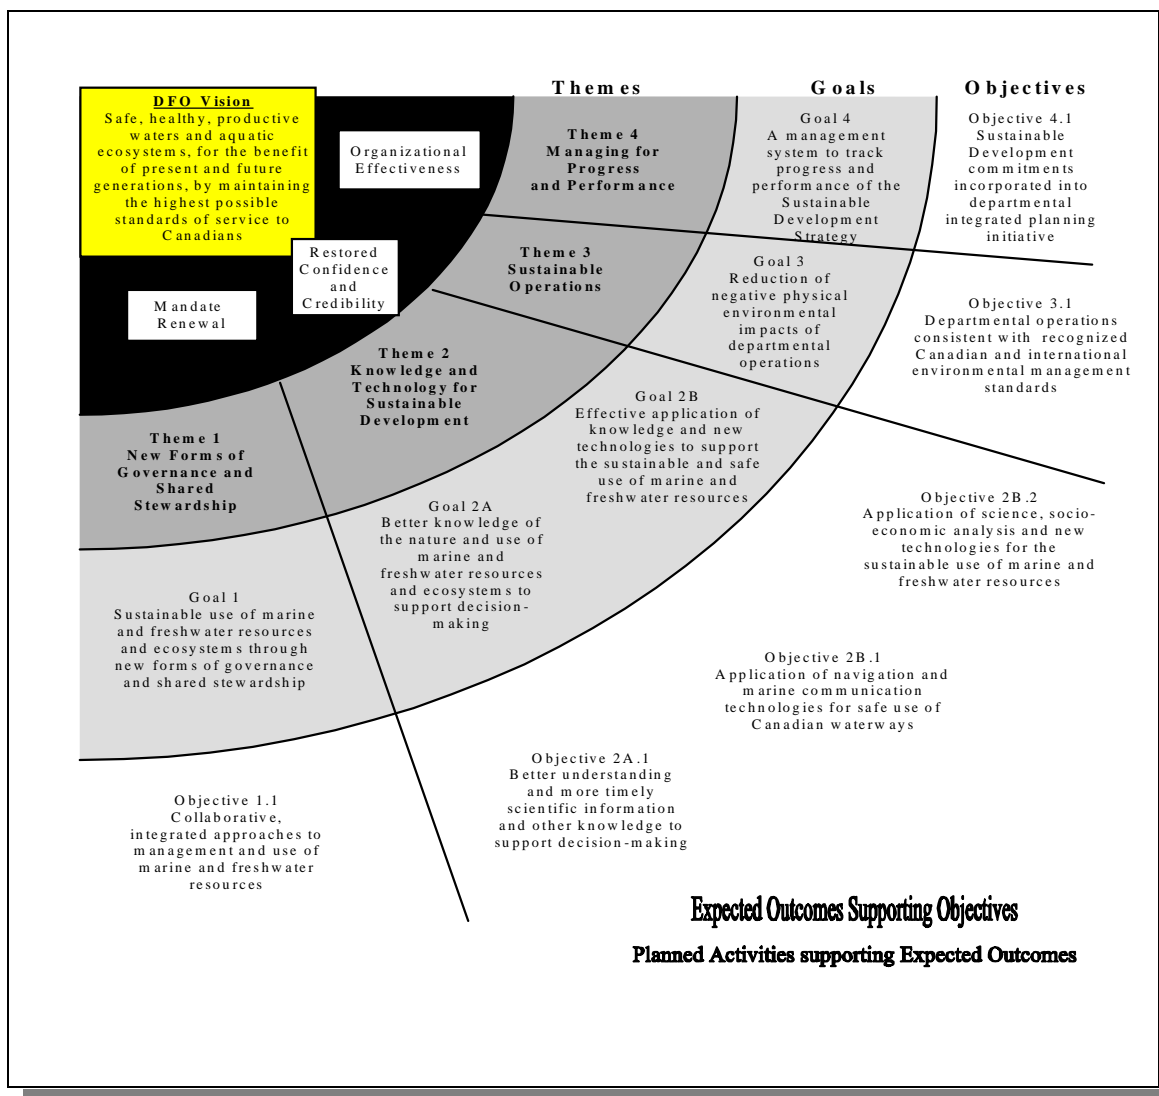 Themes
Goals
Objectives
DFO Vision
Safe, healthy, productive
waters and aquatic
ecosystems, for the benefit
of present and future
generations, by maintaining
the highest possible
standards of service to
Canadians
Organizational
Effectiveness
Restored
Confidence
and
Credibility
Mandate
Renewal
Theme 4
Managing for
Progress
and Performance
Goal 4
A management
system to track
progress and
performance of the
Sustainable
Development
Strategy
Objective 4.1
Sustainable
Development
commitments
incorporated into
departmental
integrated planning
initiative
Theme 3
Sustainable
Operations
Goal 3
Reduction of
negative physical
environmental
impacts of
departmental
operations
Objective 3.1
Departmental operations
consistent with recognized
Canadian and international
environmental management
standards
Theme 2
Knowledge and
Technology for
Sustainable
Development
Goal 2B
Effective application of
knowledge and new
technologies to support
the sustainable and safe
use of marine and
freshwater resources
Objective 2B.2
Application of science, socio-
economic analysis and new
technologies for the
sustainable use of marine and
freshwater resources
Theme 1
New Forms of
Governance and
Shared
Stewardship
Goal 2A
Better knowledge of
the nature and use of
marine and
freshwater resources
and ecosystems to
support decision-
making
Goal 1
Sustainable use of marine
and freshwater resources
and ecosystems through
new forms of governance
and shared stewardship
Objective 2B.1
Application of navigation and
marine communication
technologies for safe use of
Canadian waterways
Objective 2A.1
Better understanding
and more timely
scientific information
and other knowledge to
support decision-making
Objective 1.1
Collaborative,
integrated approaches to
management and use of
marine and freshwater
resources
Expected Outcomes Supporting Objectives
Planned Activities supporting Expected Outcomes